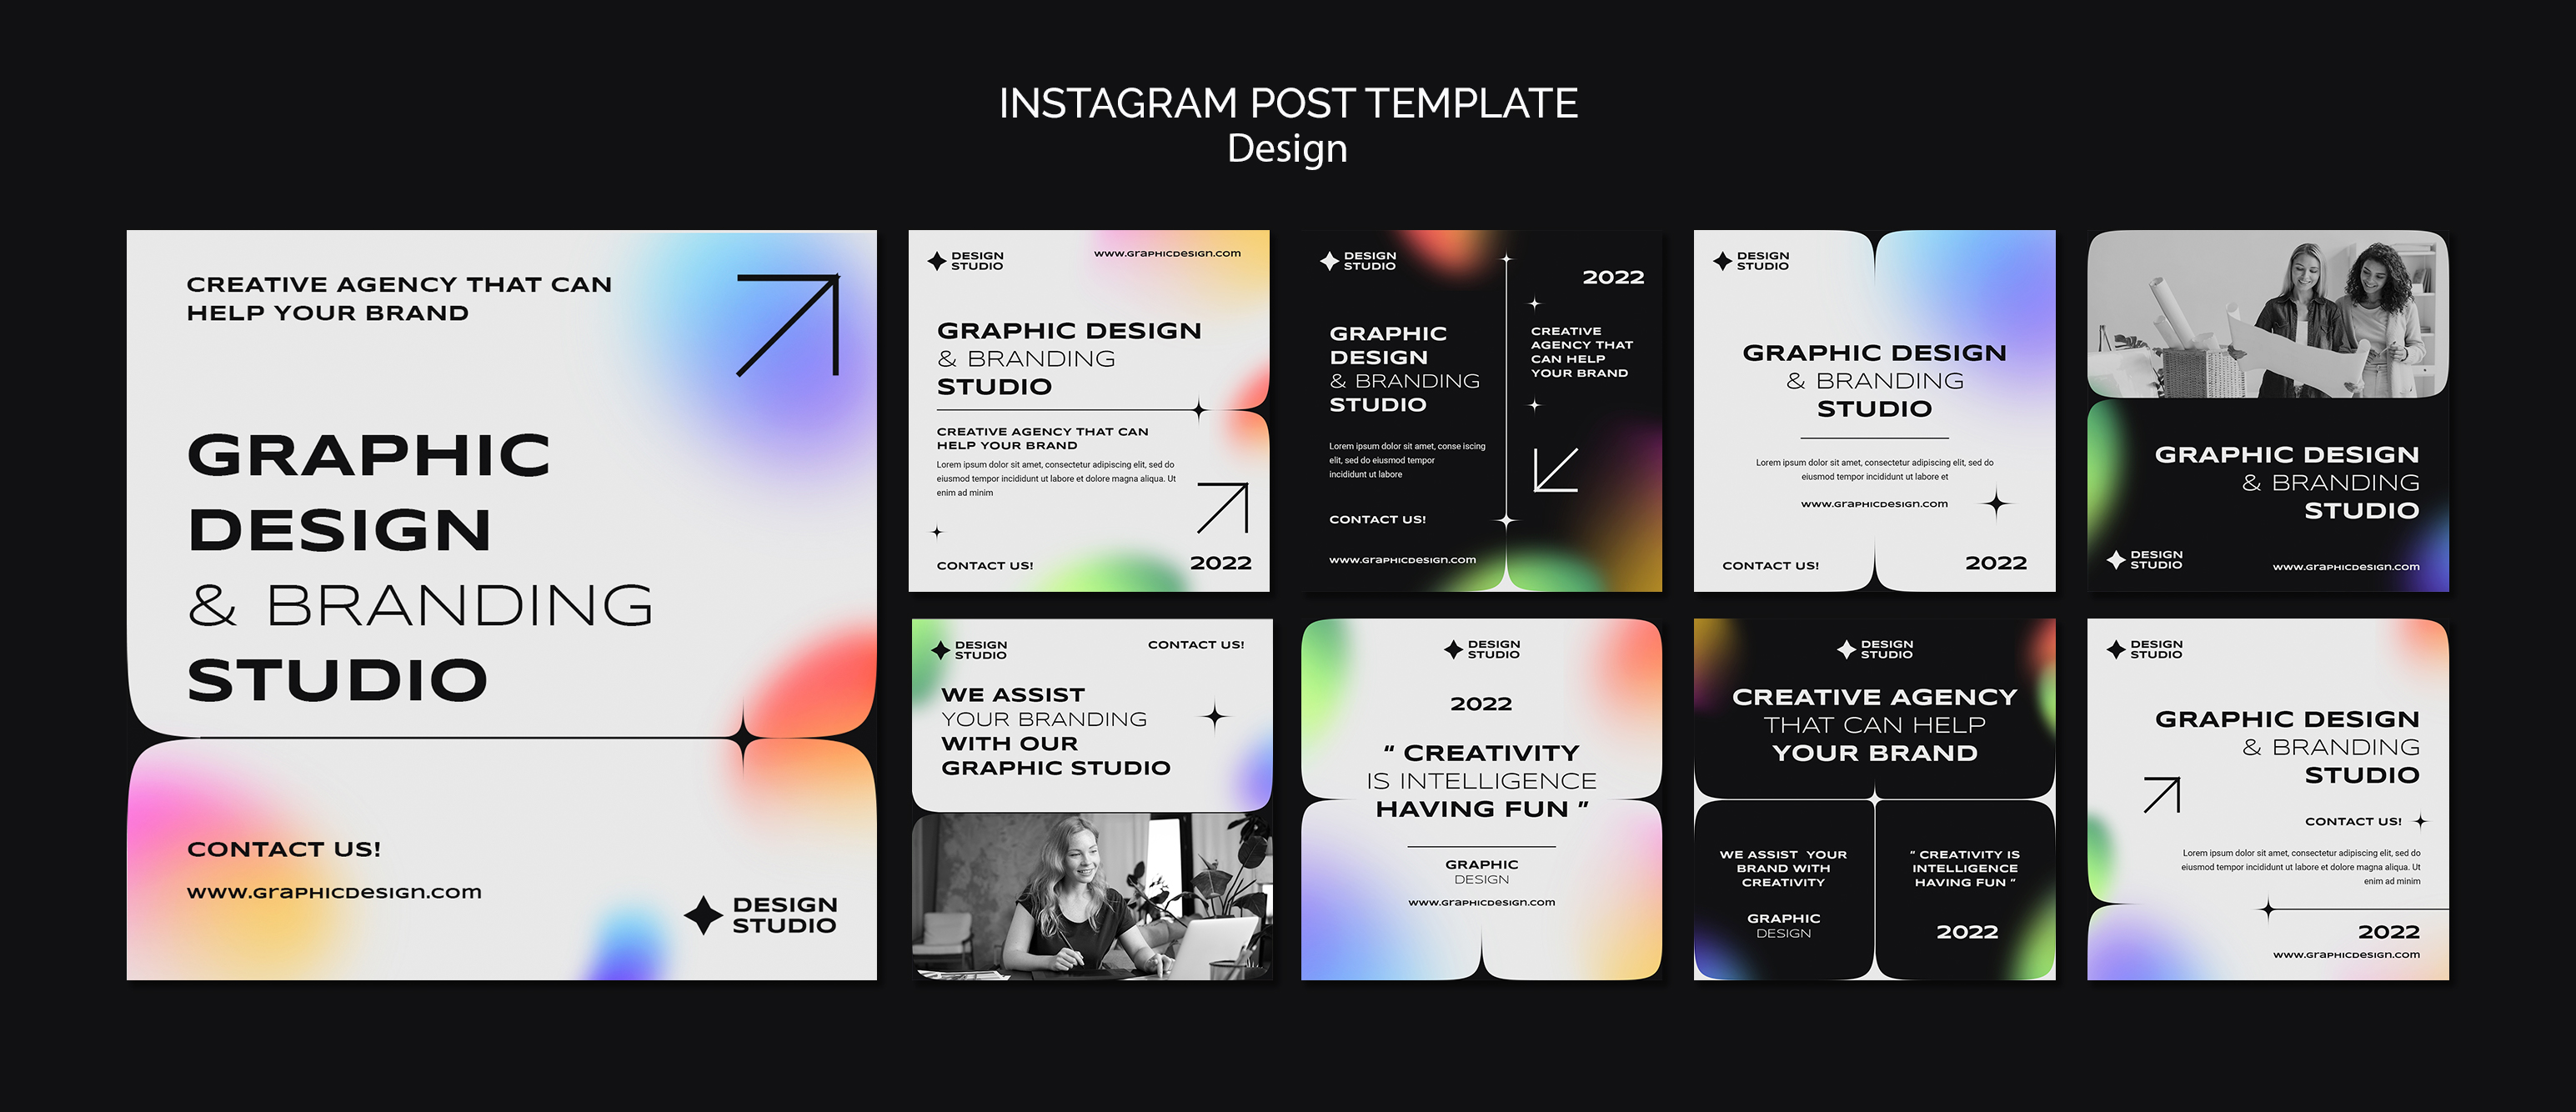 INSTAGRAM POST TEMPLATE
Design
CREATIVE AGENCY THAT CAN
HELP YOUR BRAND
GRAPHIC
DESIGN
& BRANDING
STUDIO
CONTACT US!
www.graphicdesign.com
DESIGN
STUDIO
DESIGN
STUDIO
www.graphicdesign.com
GRAPHIC DESIGN
& BRANDING
STUDIO
CREATIVE AGENCY THAT CAN
HELP YOUR BRAND
Lorem ipsum dolor sit amet, consectetur adipiscing elit, sed do
eiusmod tempor incididunt ut labore et dolore magna aliqua. Ut
enim ad minim
CONTACT US!
2022
DESIGN
STUDIO
2022
GRAPHIC
DESIGN
& BRANDING
STUDIO
CREATIVE
AGENCY THAT
CAN HELP
YOUR BRAND
Lorem ipsum dolor sit amet, conse iscing
elit, sed do eiusmod tempor
incididunt ut labore
CONTACT US!
www.graphicdesign.com
DESIGN
STUDIO
GRAPHIC DESIGN
& BRANDING
STUDIO
Lorem ipsum dolor sit amet, consectetur adipiscing elit, sed do
eiusmod tempor incididunt ut labore et
www.graphicdesign.com
CONTACT US!
2022
GRAPHIC DESIGN
& BRANDING
STUDIO
DESIGN
STUDIO
www.graphicdesign.com
DESIGN
STUDIO
CONTACT US!
WE ASSIST
YOUR BRANDING
WITH OUR
GRAPHIC STUDIO
DESIGN
STUDIO
2022
“ CREATIVITY
IS INTELLIGENCE
HAVING FUN ”
GRAPHIC
DESIGN
www.graphicdesign.com
DESIGN
STUDIO
CREATIVE AGENCY
THAT CAN HELP
YOUR BRAND
WE ASSIST YOUR
BRAND WITH
CREATIVITY
GRAPHIC
DESIGN
“ CREATIVITY IS
INTELLIGENCE
HAVING FUN “
2022
DESIGN
STUDIO
GRAPHIC DESIGN
& BRANDING
STUDIO
CONTACT US!
Lorem ipsum dolor sit amet, consectetur adipiscing elit, sed do
eiusmod tempor incididunt ut labore et dolore magna aliqua. Ut
enim ad minim
2022
www.graphicdesign.com